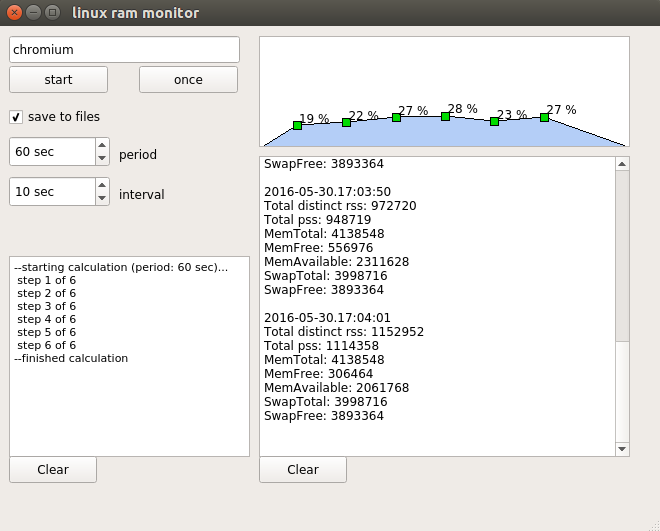 linux ram monitor
chromium
start
once
save to files
60 sec
period
10 sec
interval
--starting calculation (period: 60 sec)...
step 1 of 6
step 2 of 6
step 3 of 6
step 4 of 6
step 5 of 6
step 6 of 6
--finished calculation
Clear
19 %
22 %
27 %
28 %
23 %
27 %
SwapFree: 3893364
2016-05-30.17:03:50
Total distinct rss: 972720
Total pss: 948719
MemTotal: 4138548
MemFree: 556976
MemAvailable: 2311628
SwapTotal: 3998716
SwapFree: 3893364
2016-05-30.17:04:01
Total distinct rss: 1152952
Total pss: 1114358
MemTotal: 4138548
MemFree: 306464
MemAvailable: 2061768
SwapTotal: 3998716
SwapFree: 3893364
Clear